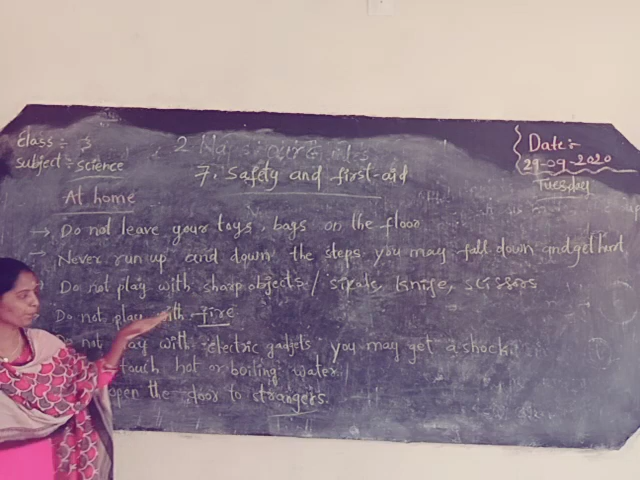 class :- 3
subject :- science
Date :-
29-09-2020
Tuesday
7. Safety and first-aid
At home
→ Do not leave your toys, bags on the floor
→ Never run up and down the steps you may fall down and get hurt
→ Do not play with sharp objects / knife, scissors
Do not play with fire
not play with electric gadgets you may get a shock.
touch hot or boiling water.
open the door to strangers.